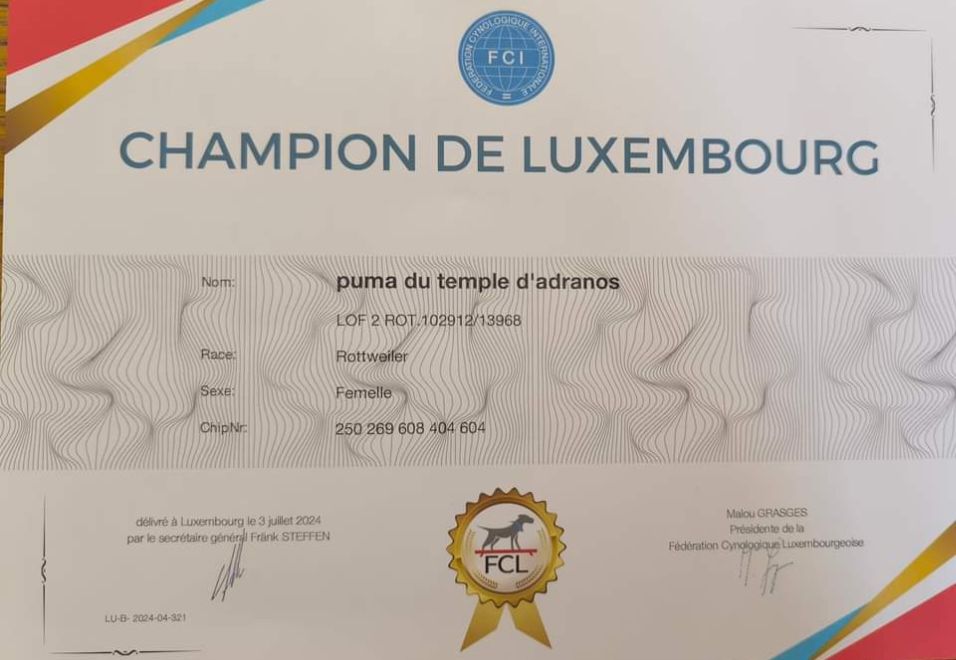 FEDERATION CYNOLOGIQUE INTERNATIONALE
FCI
CHAMPION DE LUXEMBOURG
Nom: puma du temple d'adranos
LOF 2 ROT.102912/13968
Race: Rottweiler
Sexe: Femelle
ChipNr: 250 269 608 404 604
délivré à Luxembourg le 3 juillet 2024
par le secrétaire général Fränk STEFFEN
LU-B- 2024-04-321
FCL
Malou GRASGES
Présidente de la
Fédération Cynologique Luxembourgeoise